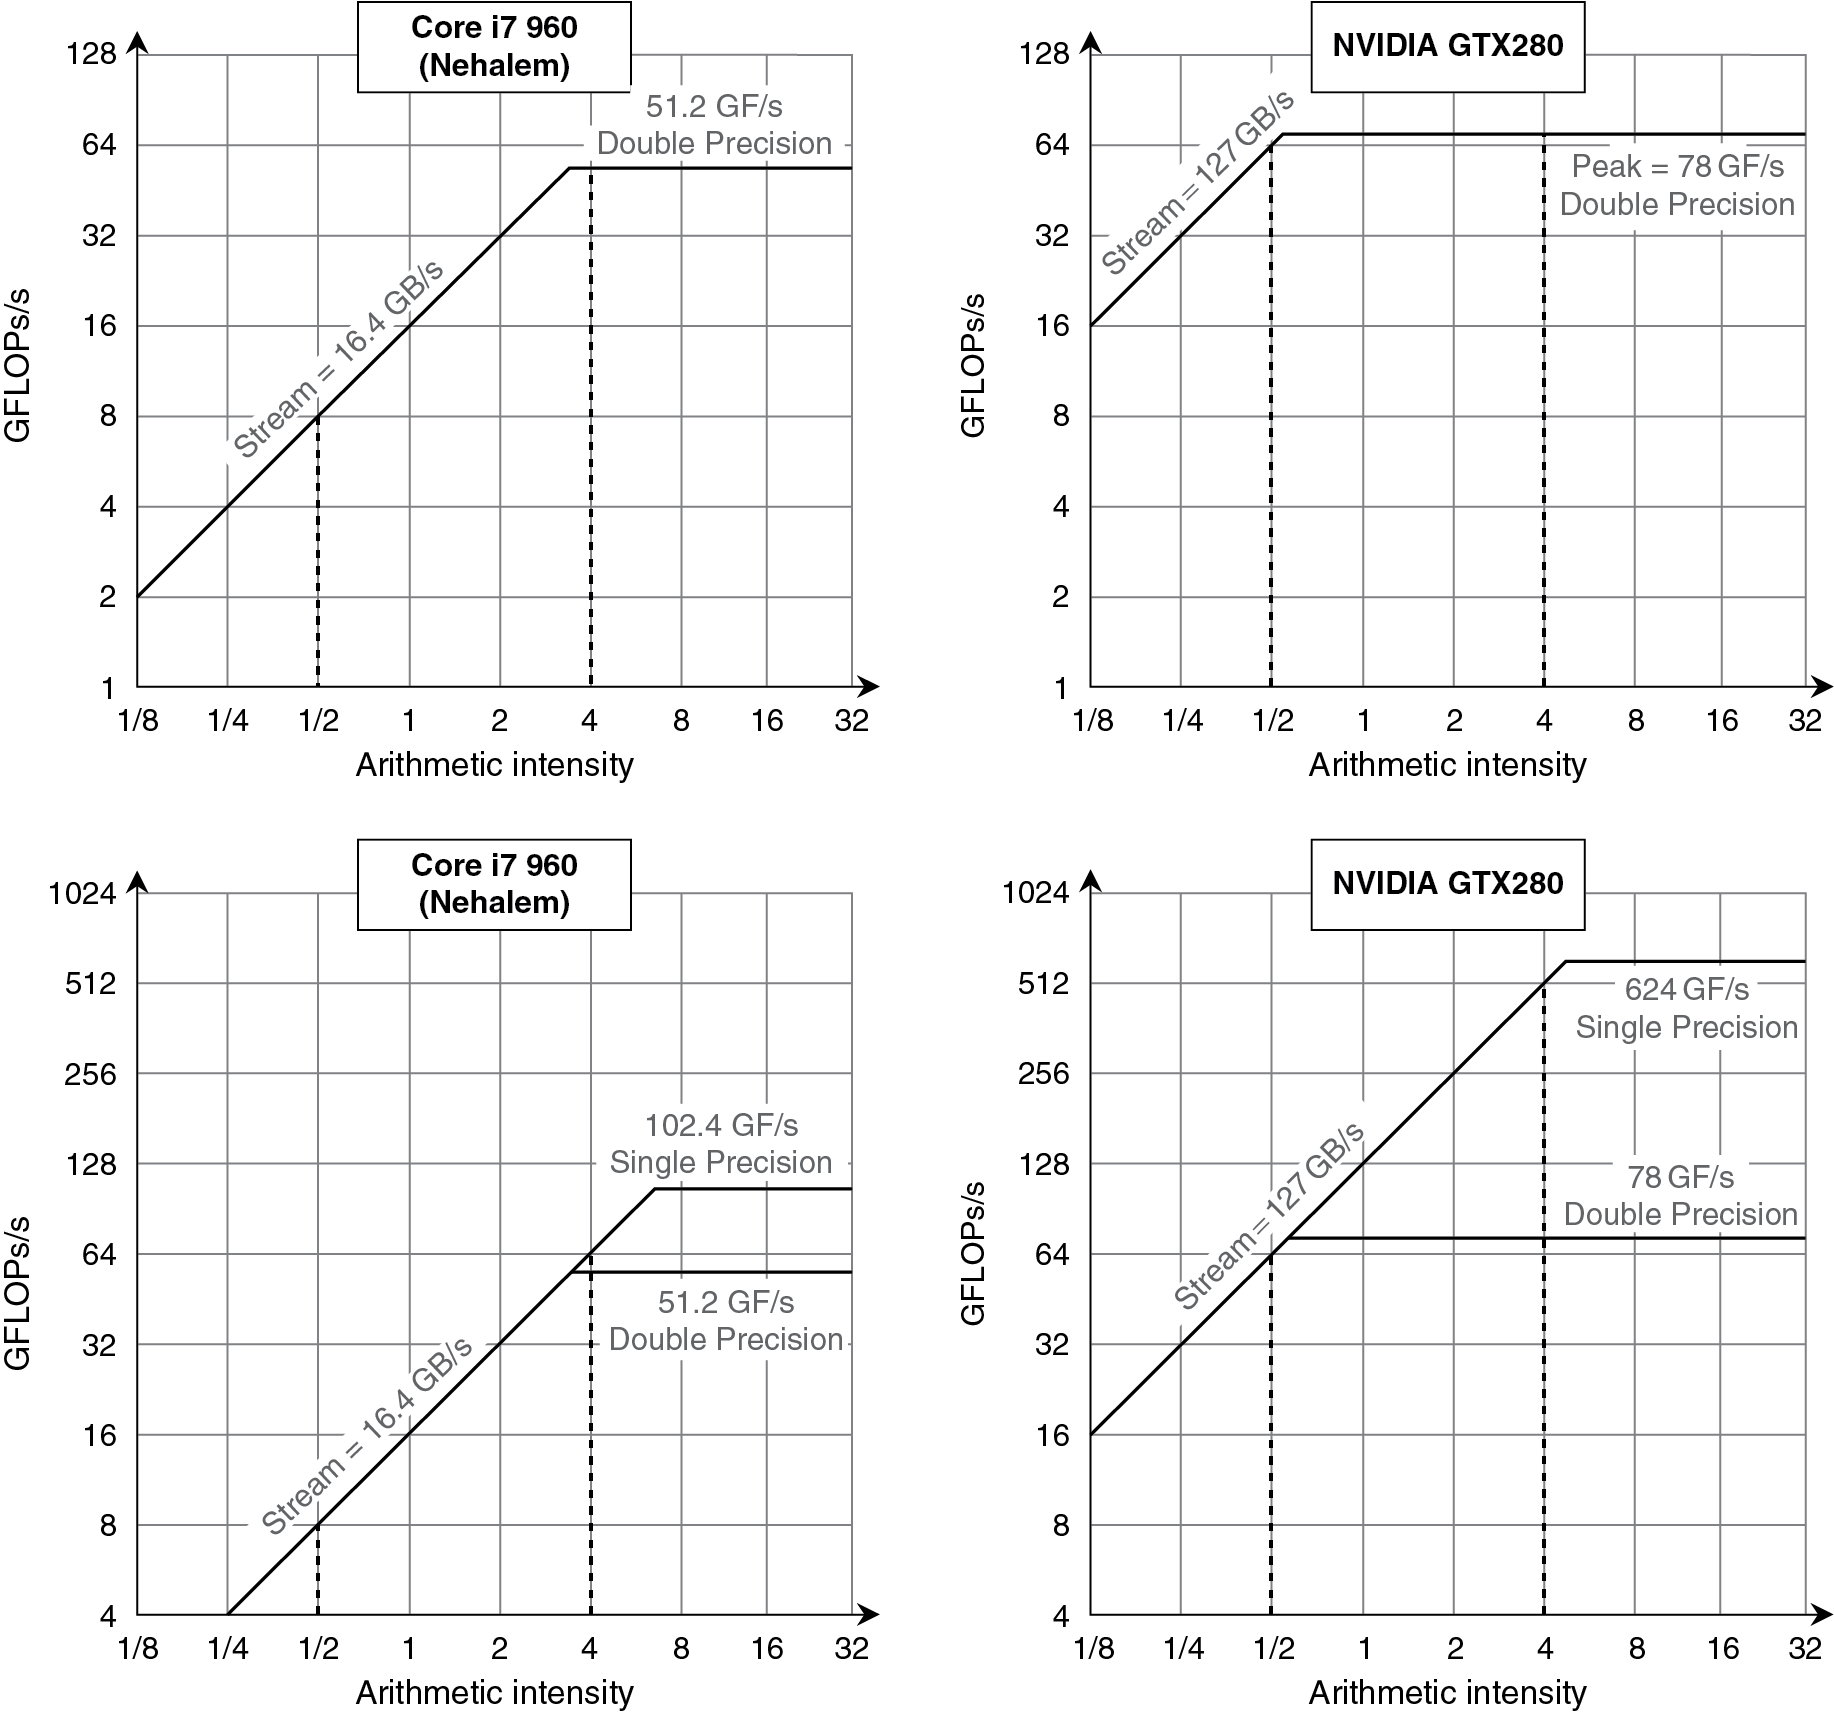 Core i7 960
(Nehalem)
128
64
32
16
8
4
2
1
GFLOPs/s
51.2 GF/s
Double Precision
Stream = 16.4 GB/s
1/8 1/4 1/2 1 2 4 8 16 32
Arithmetic intensity
NVIDIA GTX280
128
64
32
16
8
4
2
1
GFLOPs/s
Stream = 127 GB/s
Peak = 78 GF/s
Double Precision
1/8 1/4 1/2 1 2 4 8 16 32
Arithmetic intensity
Core i7 960
(Nehalem)
1024
512
256
128
64
32
16
8
4
GFLOPs/s
102.4 GF/s
Single Precision
51.2 GF/s
Double Precision
Stream = 16.4 GB/s
1/8 1/4 1/2 1 2 4 8 16 32
Arithmetic intensity
NVIDIA GTX280
1024
512
256
128
64
32
16
8
4
GFLOPs/s
624 GF/s
Single Precision
78 GF/s
Double Precision
Stream = 127 GB/s
1/8 1/4 1/2 1 2 4 8 16 32
Arithmetic intensity